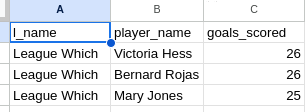 A B C
l_name player_name goals_scored
League Which Victoria Hess 26
League Which Bernard Rojas 26
League Which Mary Jones 25